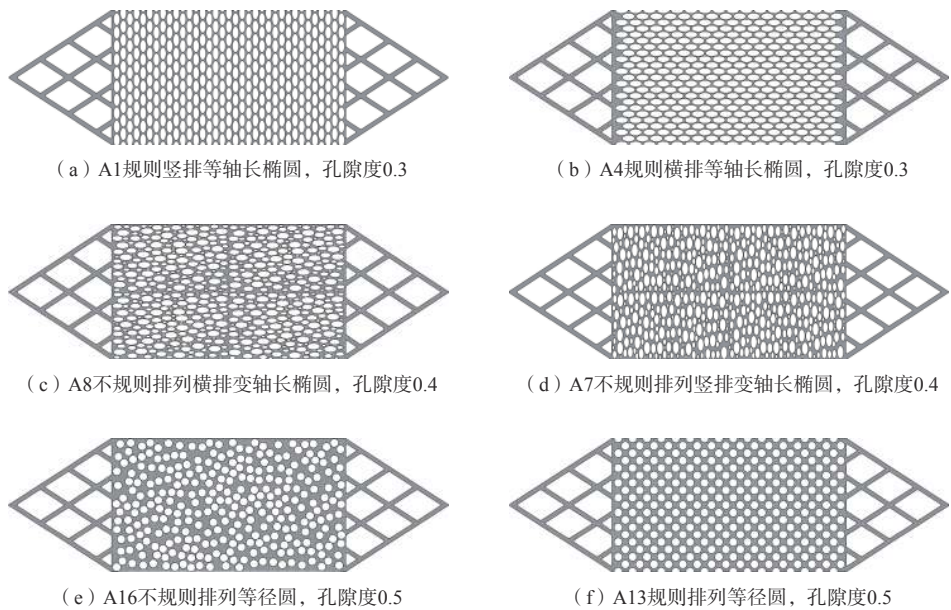 （a）A1规则竖排等轴长椭圆，孔隙度0.3
（b）A4规则横排等轴长椭圆，孔隙度0.3
（c）A8不规则排列横排变轴长椭圆，孔隙度0.4
（d）A7不规则排列竖排变轴长椭圆，孔隙度0.4
（e）A16不规则排列等径圆，孔隙度0.5
（f）A13规则排列等径圆，孔隙度0.5